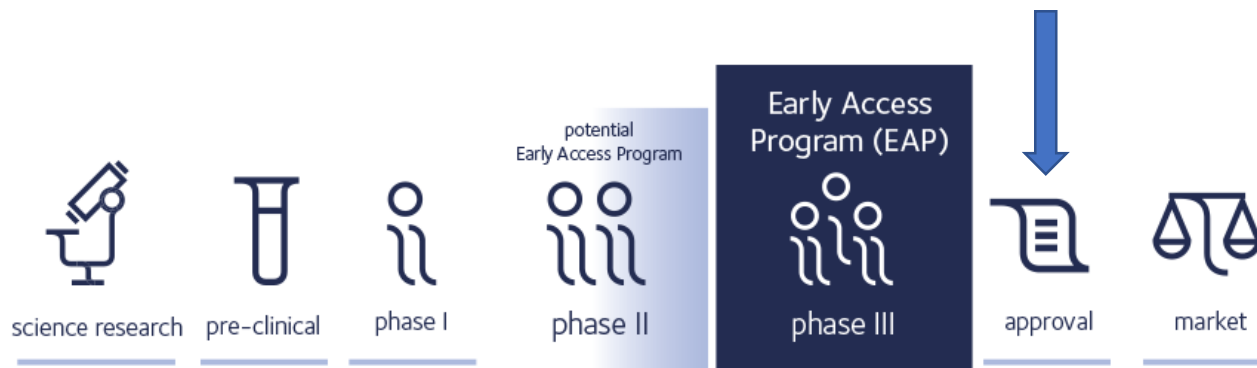 potential
Early Access Program
Early Access
Program (EAP)
science research
pre-clinical
phase I
phase II
phase III
approval
market